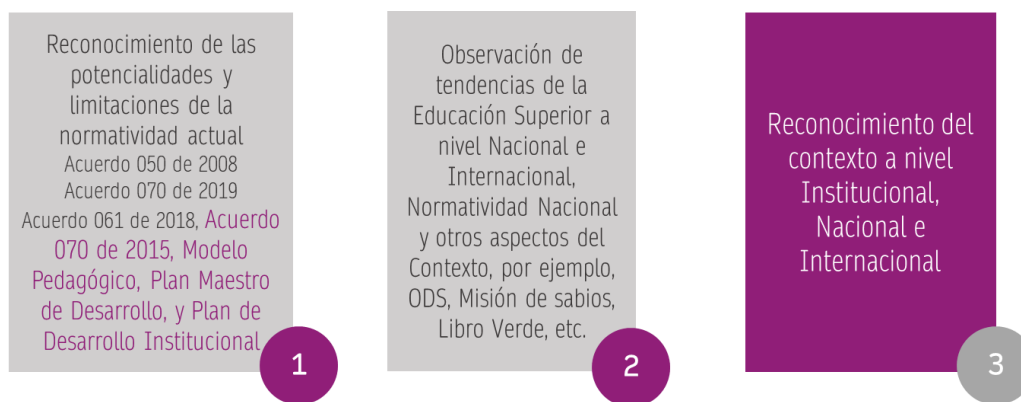 Reconocimiento de las
potencialidades y
limitaciones de la
normatividad actual
Acuerdo 050 de 2008
Acuerdo 070 de 2019
Acuerdo 061 de 2018, Acuerdo
070 de 2015, Modelo
Pedagógico, Plan Maestro
de Desarrollo, y Plan de
Desarrollo Institucional
1
Observación de
tendencias de la
Educación Superior a
nivel Nacional e
Internacional,
Normatividad Nacional
y otros aspectos del
Contexto, por ejemplo,
ODS, Misión de sabios,
Libro Verde, etc.
2
Reconocimiento del
contexto a nivel
Institucional,
Nacional e
Internacional
3